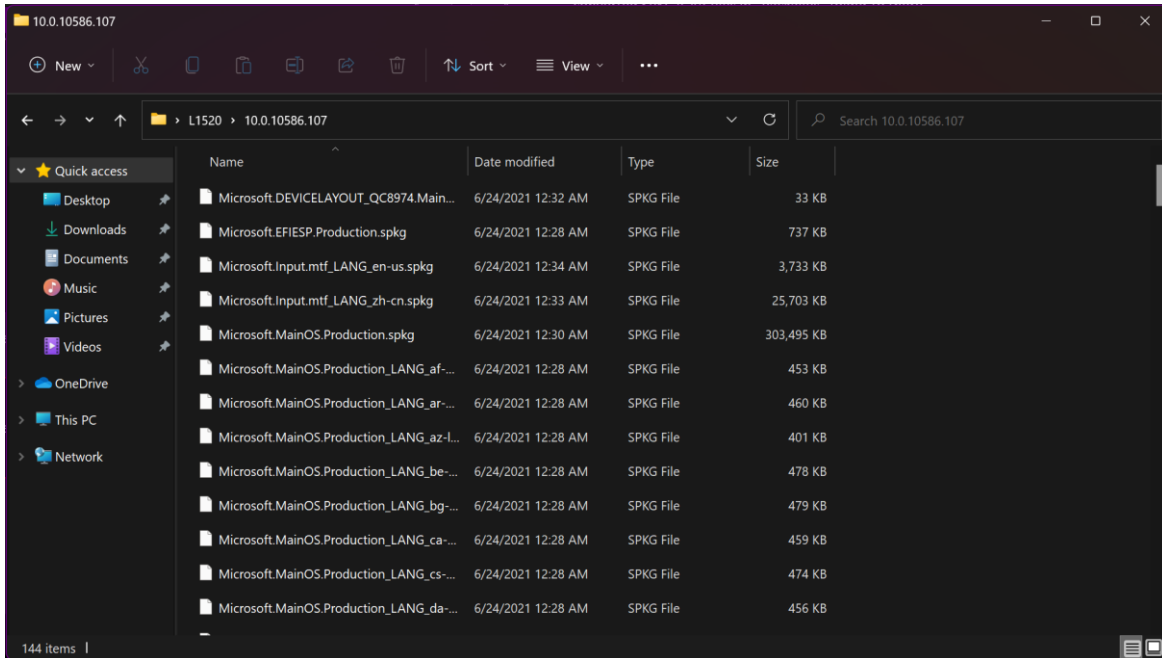 10.0.10586.107
New
Sort
View
L1520 > 10.0.10586.107
Search 10.0.10586.107
Name Date modified Type Size
Quick access
Desktop
Downloads
Documents
Music
Pictures
Videos
OneDrive
This PC
Network
Microsoft.DEVICELAYOUT_QC8974.Main... 6/24/2021 12:32 AM SPKG File 33 KB
Microsoft.EFIESP.Production.spkg 6/24/2021 12:28 AM SPKG File 737 KB
Microsoft.Input.mtf_LANG_en-us.spkg 6/24/2021 12:34 AM SPKG File 3,733 KB
Microsoft.Input.mtf_LANG_zh-cn.spkg 6/24/2021 12:33 AM SPKG File 25,703 KB
Microsoft.MainOS.Production.spkg 6/24/2021 12:30 AM SPKG File 303,495 KB
Microsoft.MainOS.Production_LANG_af-... 6/24/2021 12:28 AM SPKG File 453 KB
Microsoft.MainOS.Production_LANG_ar-... 6/24/2021 12:28 AM SPKG File 460 KB
Microsoft.MainOS.Production_LANG_az-l... 6/24/2021 12:28 AM SPKG File 401 KB
Microsoft.MainOS.Production_LANG_be-... 6/24/2021 12:28 AM SPKG File 478 KB
Microsoft.MainOS.Production_LANG_bg-... 6/24/2021 12:28 AM SPKG File 479 KB
Microsoft.MainOS.Production_LANG_ca-... 6/24/2021 12:28 AM SPKG File 459 KB
Microsoft.MainOS.Production_LANG_cs-... 6/24/2021 12:28 AM SPKG File 474 KB
Microsoft.MainOS.Production_LANG_da-... 6/24/2021 12:28 AM SPKG File 456 KB
144 items